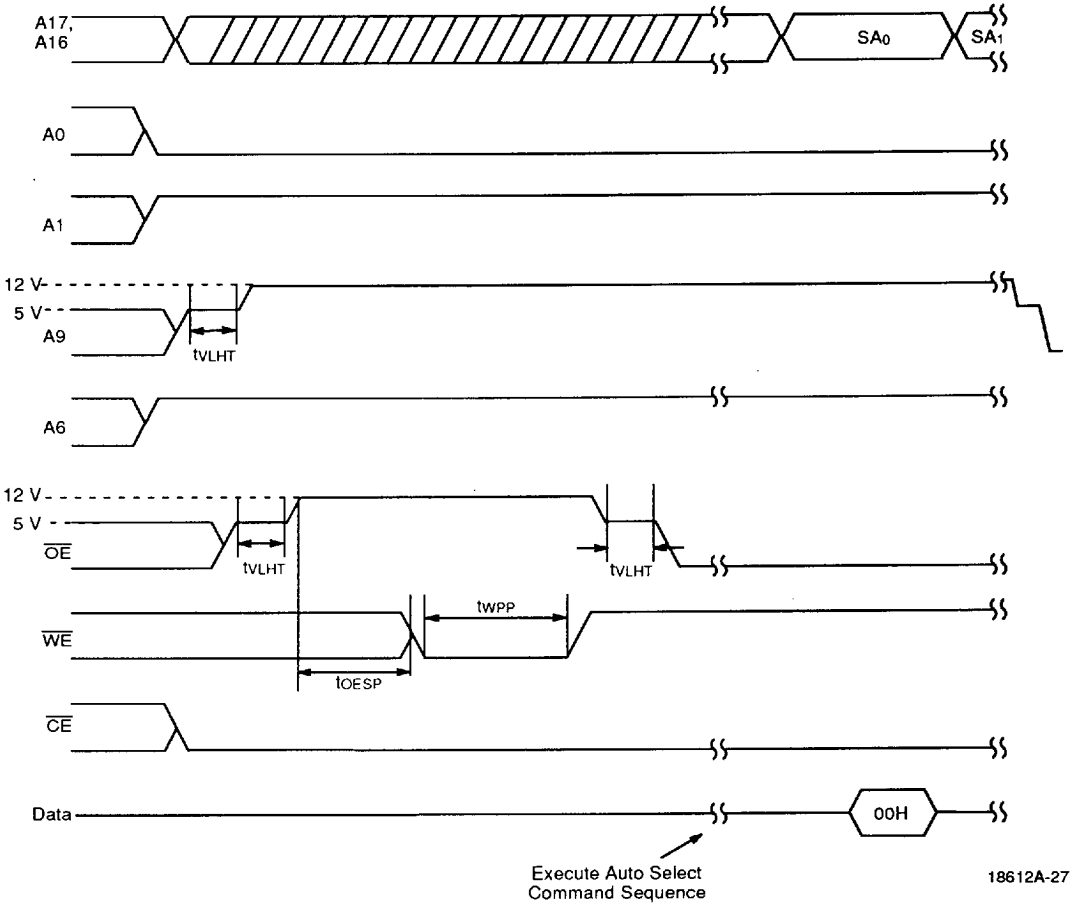 A17,
A16
SA0
SA1
A0
A1
12 V
5 V
A9
tVLHT
A6
12 V
5 V
OE
tVLHT
tVLHT
WE
tWPP
tOESP
CE
Data
00H
Execute Auto Select
Command Sequence
18612A-27